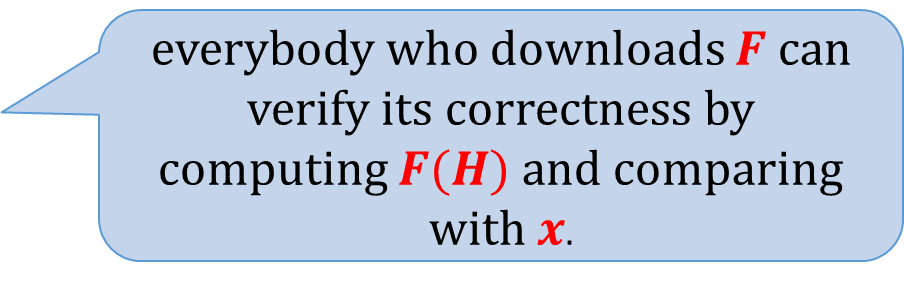 everybody who downloads F can
verify its correctness by
computing F(H) and comparing
with x.